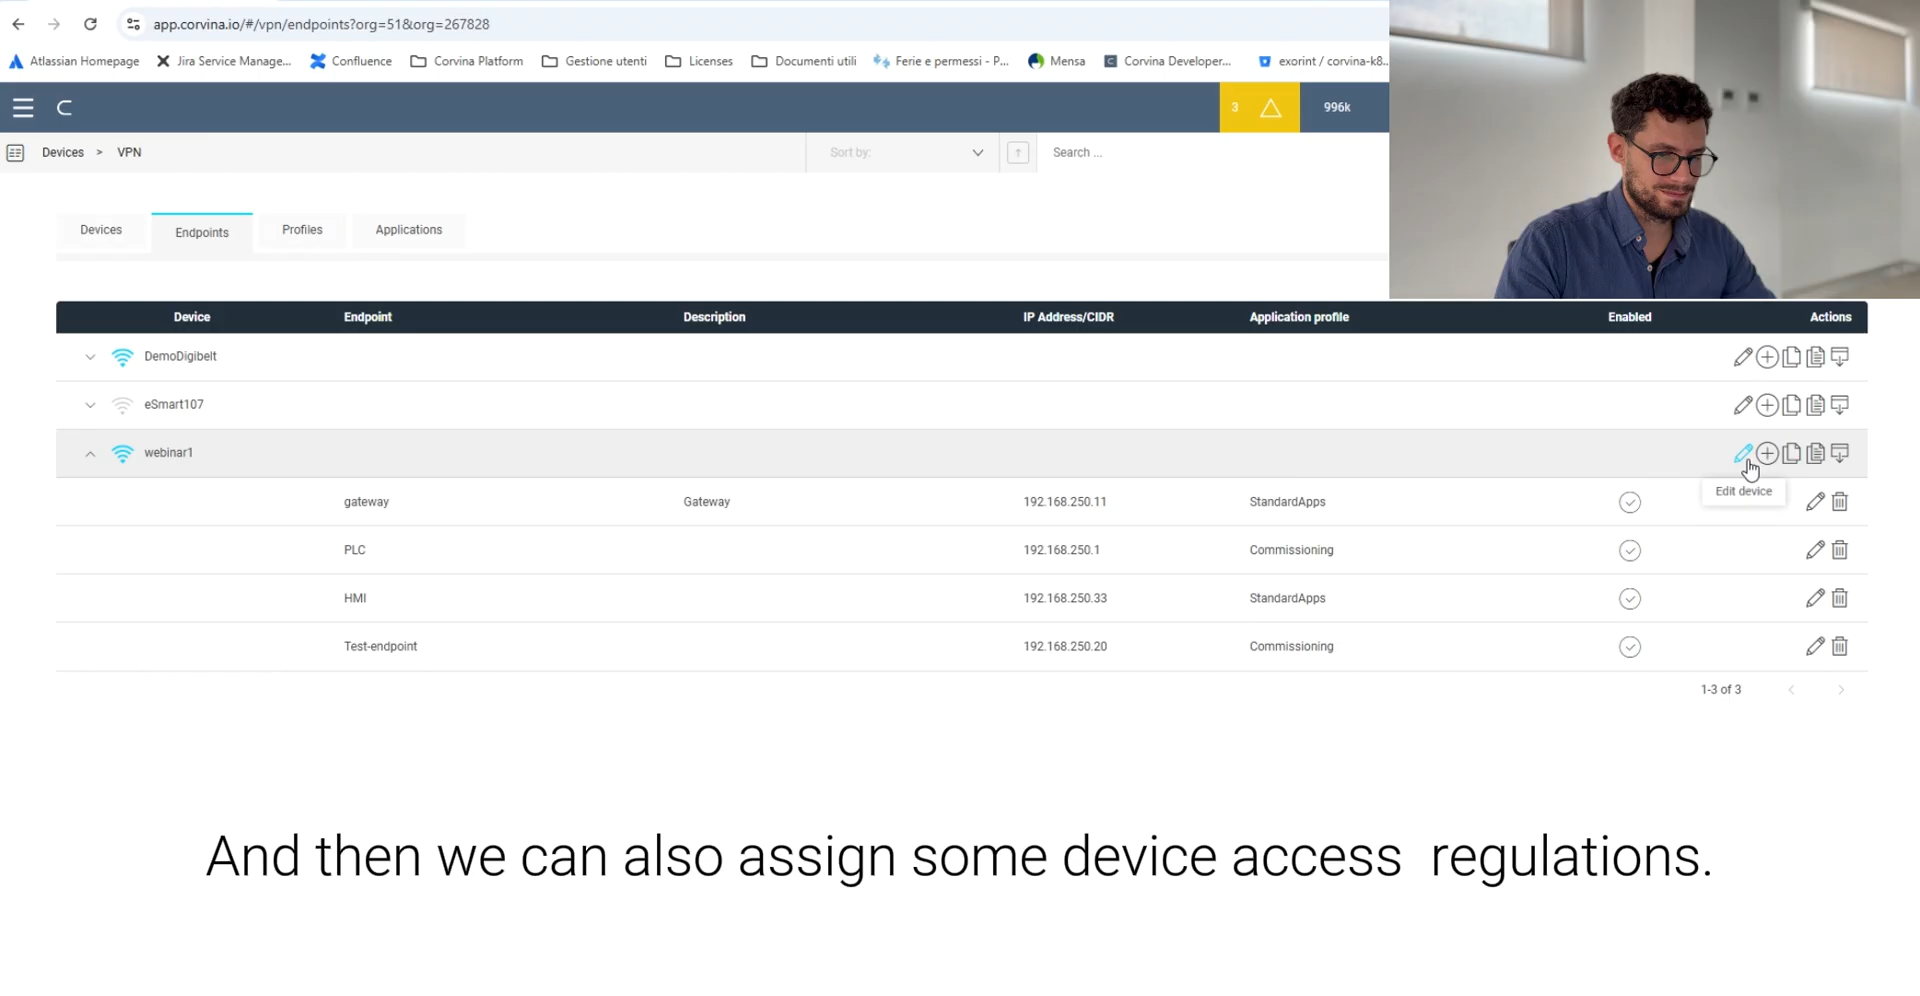 app.corvina.io/#/vpn/endpoints?org=51&org=267828
Atlassian Homepage Jira Service Manage... Confluence Corvina Platform Gestione utenti Licenses Documenti utili Ferie e permessi - P... Mensa Corvina Developer... exorint / corvina-k8...
3 996k
Devices > VPN Sort by: Search ...
Devices Endpoints Profiles Applications
Device Endpoint Description IP Address/CIDR Application profile Enabled Actions
DemoDigibelt
eSmart107
webinar1
Edit device
gateway Gateway 192.168.250.11 StandardApps
PLC 192.168.250.1 Commissioning
HMI 192.168.250.33 StandardApps
Test-endpoint 192.168.250.20 Commissioning
1-3 of 3
And then we can also assign some device access regulations.